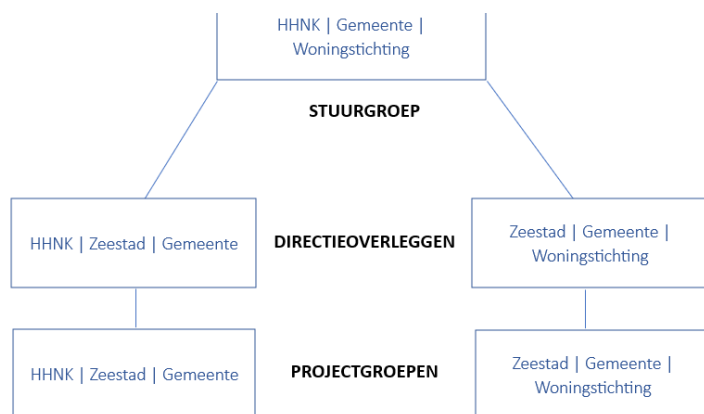 HHNK | Gemeente |
Woningstichting
STUURGROEP
HHNK | Zeestad | Gemeente
DIRECTIEOVERLEGGEN
Zeestad | Gemeente |
Woningstichting
HHNK | Zeestad | Gemeente
PROJECTGROEPEN
Zeestad | Gemeente |
Woningstichting